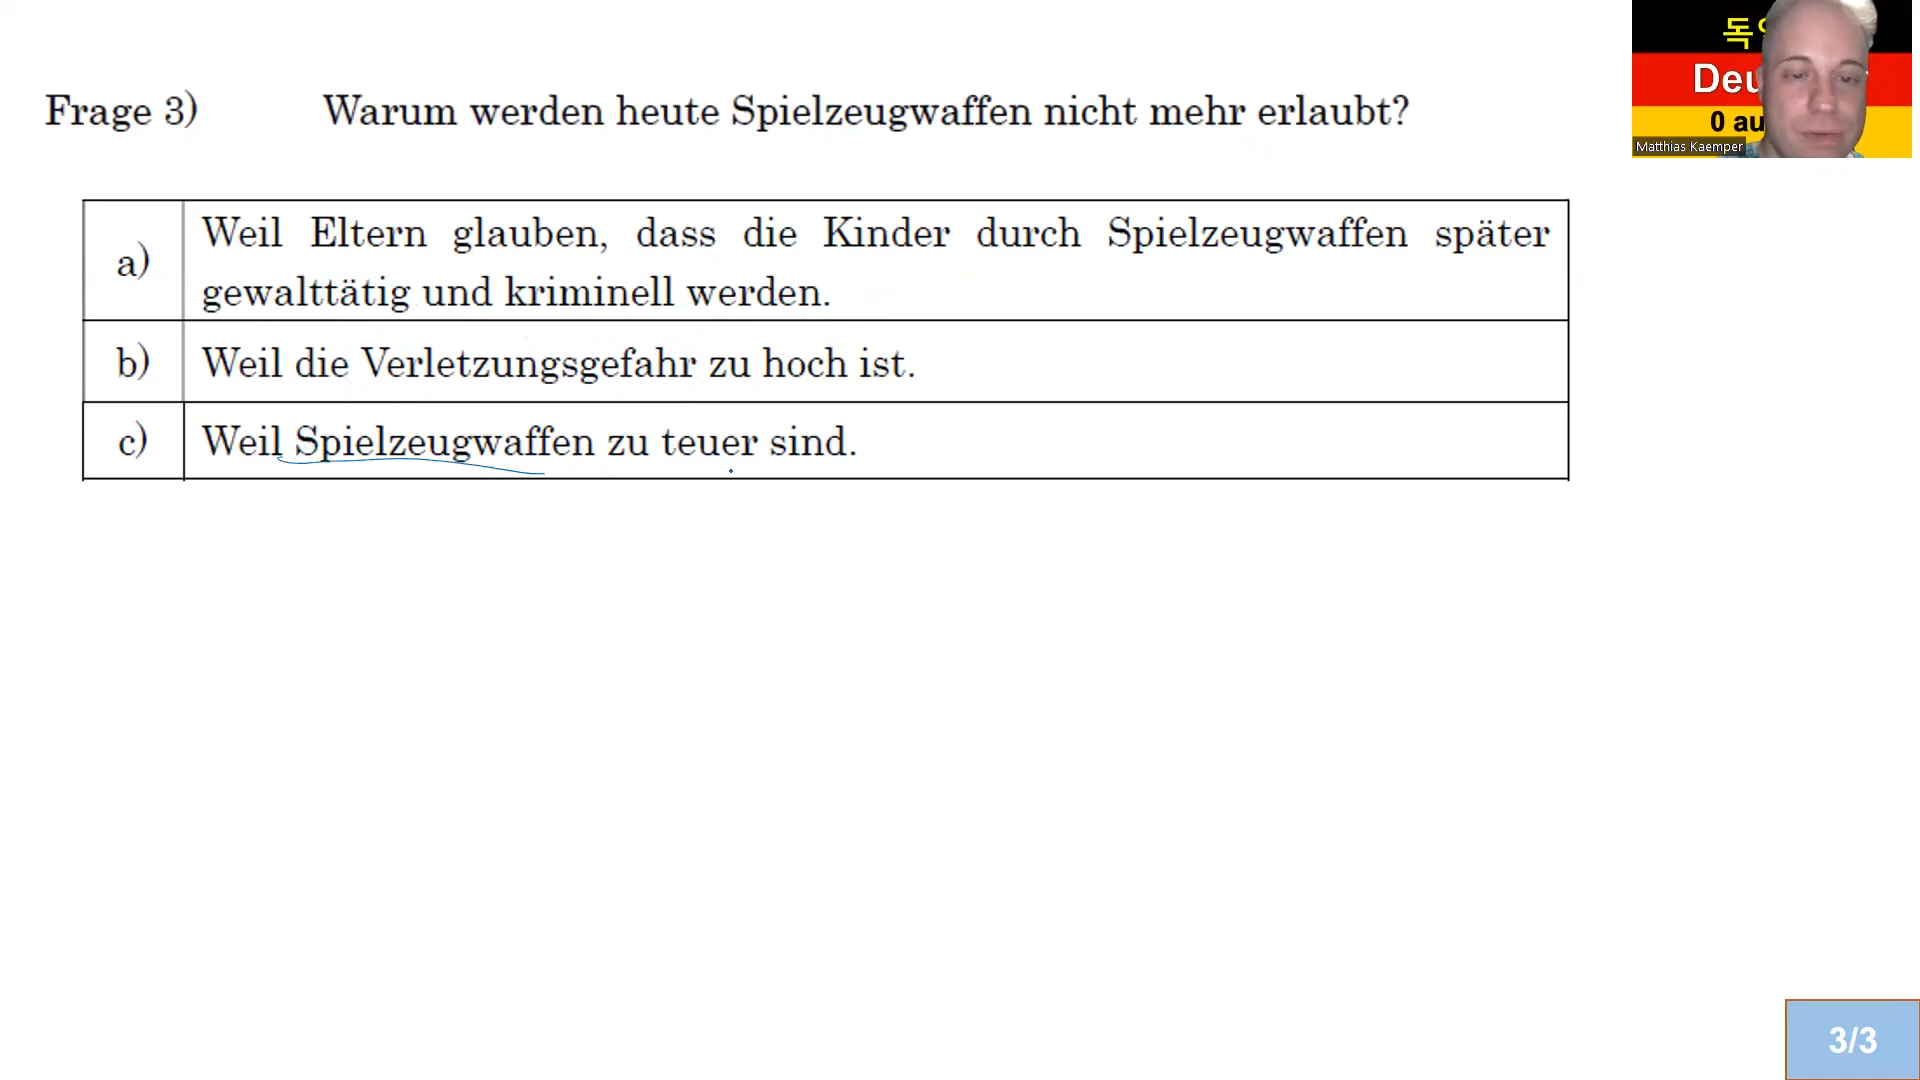 독
Deu
0 au
Matthias Kaemper
Frage 3) Warum werden heute Spielzeugwaffen nicht mehr erlaubt?
a) Weil Eltern glauben, dass die Kinder durch Spielzeugwaffen später
gewalttätig und kriminell werden.
b) Weil die Verletzungsgefahr zu hoch ist.
c) Weil Spielzeugwaffen zu teuer sind.
3/3